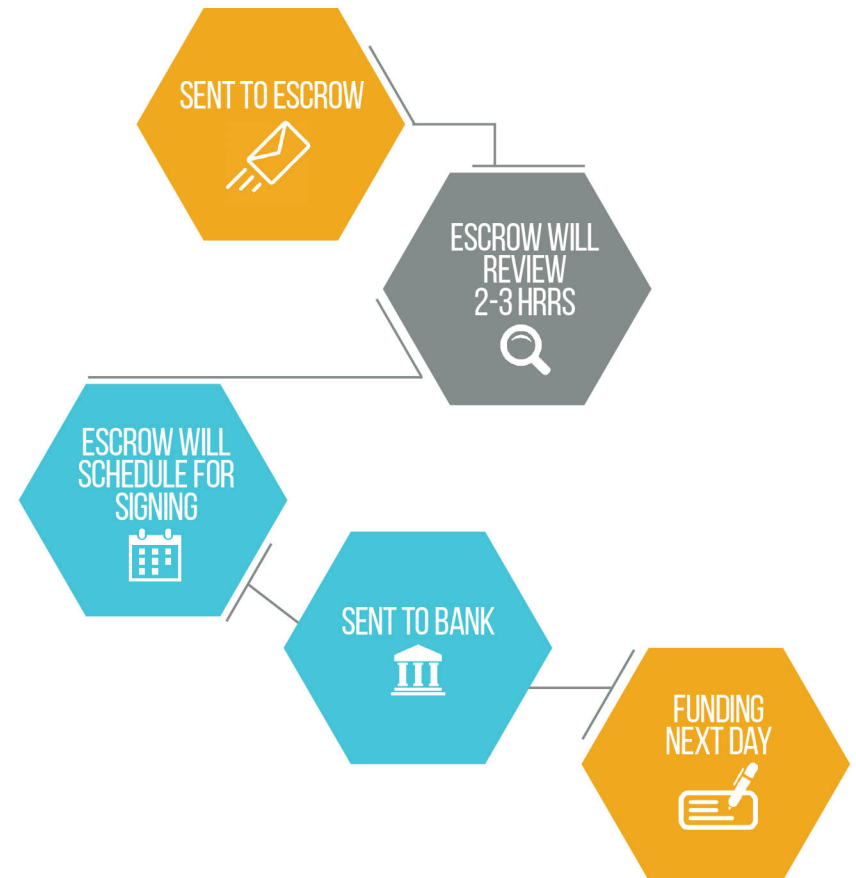 SENT TO ESCROW
ESCROW WILL
REVIEW
2-3 HRRS
ESCROW WILL
SCHEDULE FOR
SIGNING
SENT TO BANK
FUNDING
NEXT DAY